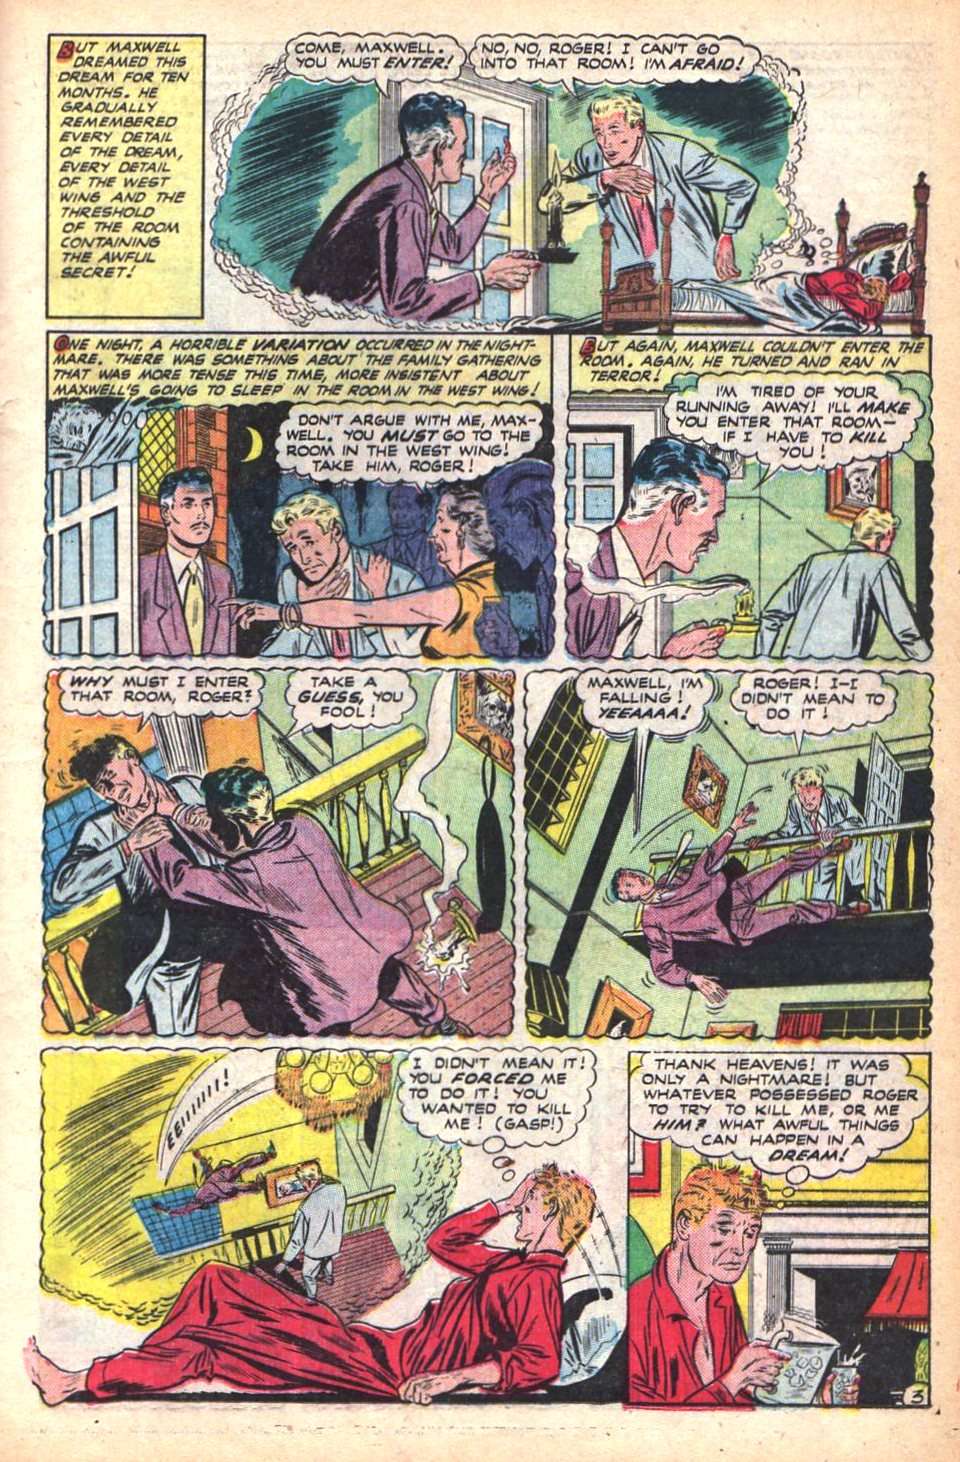 BUT MAXWELL
DREAMED THIS
DREAM FOR TEN
MONTHS. HE
GRADUALLY
REMEMBERED
EVERY DETAIL
OF THE DREAM,
EVERY DETAIL
OF THE WEST
WING AND THE
THRESHOLD
OF THE ROOM
CONTAINING
THE AWFUL
SECRET!
COME, MAXWELL.
YOU MUST ENTER!
NO, NO, ROGER! I CAN'T GO
INTO THAT ROOM! I'M AFRAID!
ONE NIGHT, A HORRIBLE VARIATION OCCURRED IN THE NIGHT-
MARE. THERE WAS SOMETHING ABOUT THE FAMILY GATHERING
THAT WAS MORE TENSE THIS TIME, MORE INSISTENT ABOUT
MAXWELL'S GOING TO SLEEP IN THE ROOM IN THE WEST WING!
DON'T ARGUE WITH ME, MAX-
WELL. YOU MUST GO TO THE
ROOM IN THE WEST WING!
TAKE HIM, ROGER!
BUT AGAIN, MAXWELL COULDN'T ENTER THE
ROOM. AGAIN, HE TURNED AND RAN IN
TERROR!
I'M TIRED OF YOUR
RUNNING AWAY! I'LL MAKE
YOU ENTER THAT ROOM—
IF I HAVE TO KILL
YOU!
WHY MUST I ENTER
THAT ROOM, ROGER?
TAKE A
GUESS, YOU
FOOL!
MAXWELL, I'M
FALLING!
YEEAAAA!
ROGER! I-I
DIDN'T MEAN TO
DO IT!
EEIIIIIII!
I DIDN'T MEAN IT!
YOU FORCED ME
TO DO IT! YOU
WANTED TO KILL
ME! (GASP!)
THANK HEAVENS! IT WAS
ONLY A NIGHTMARE! BUT
WHATEVER POSSESSED ROGER
TO TRY TO KILL ME, OR ME
HIM? WHAT AWFUL THINGS
CAN HAPPEN IN A
DREAM!
3